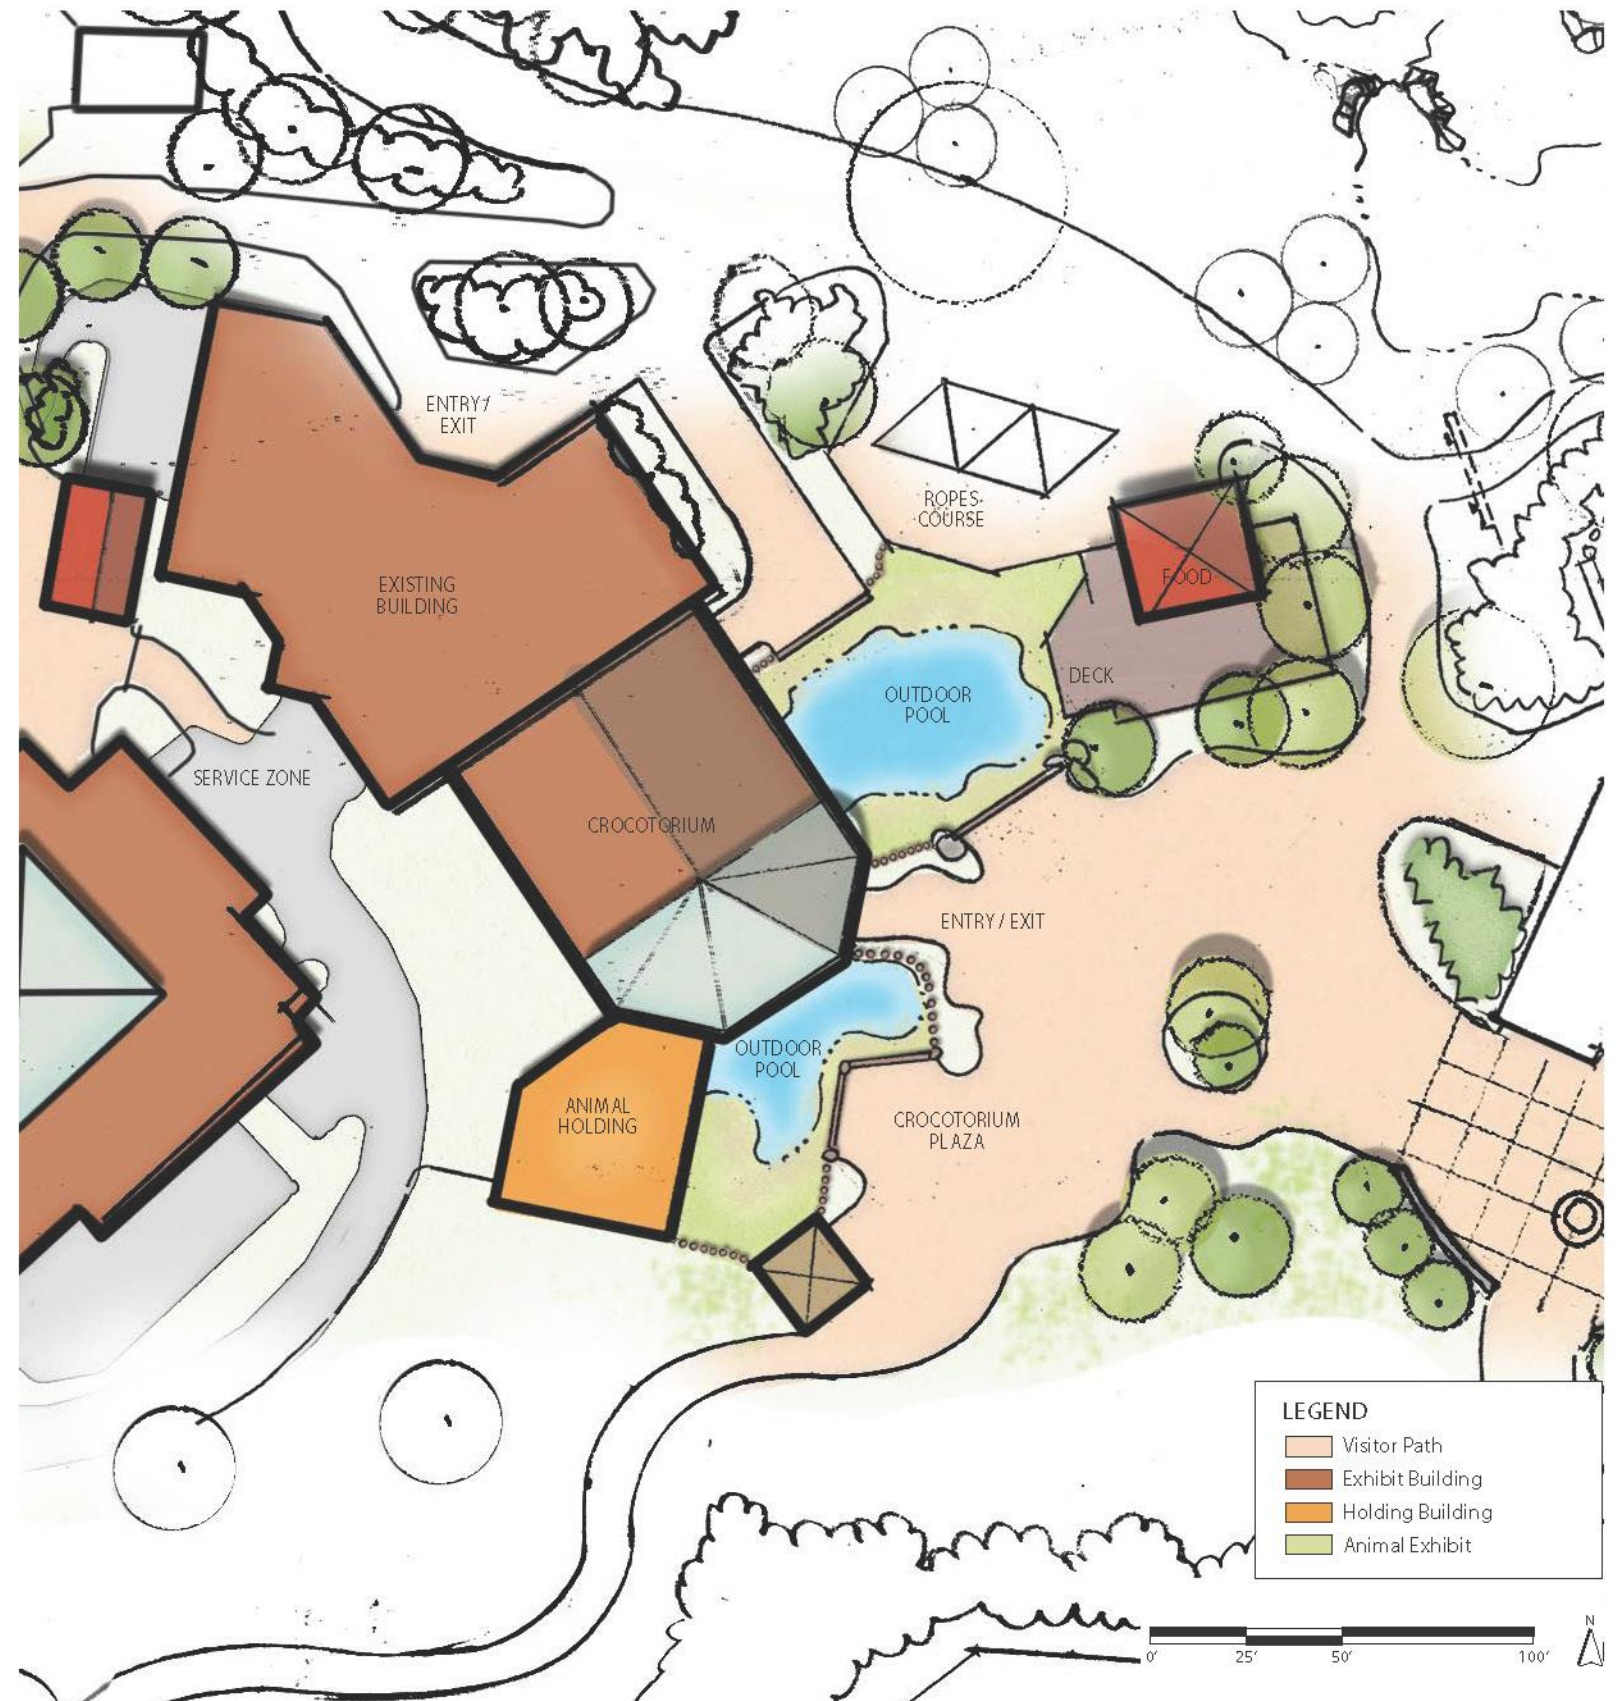 ENTRY /
EXIT
ROPES
COURSE
EXISTING
BUILDING
FOOD
DECK
OUTDOOR
POOL
SERVICE ZONE
CROCOTORIUM
ENTRY / EXIT
OUTDOOR
POOL
ANIMAL
HOLDING
CROCOTORIUM
PLAZA
LEGEND
Visitor Path
Exhibit Building
Holding Building
Animal Exhibit
0' 25' 50' 100'
N